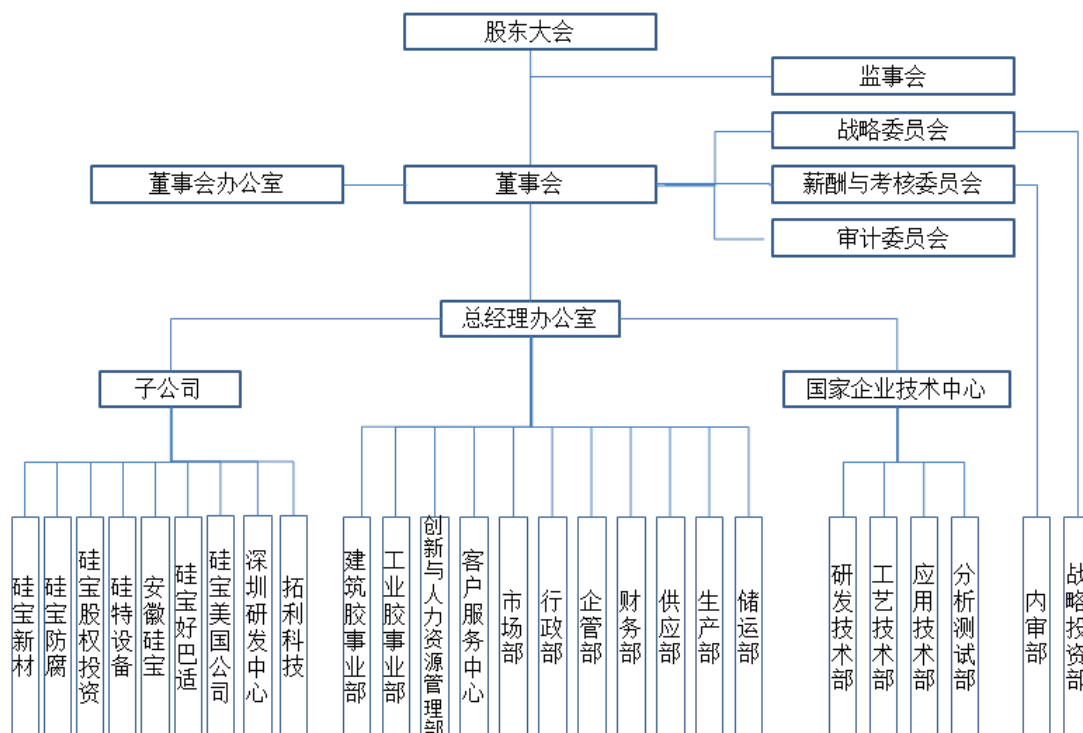 股东大会
监事会
战略委员会
董事会办公室
董事会
薪酬与考核委员会
审计委员会
总经理办公室
子公司
国家企业技术中心
硅宝新材
硅宝防腐
硅宝股权投资
硅特设备
安徽硅宝
硅宝好巴适
硅宝美国公司
深圳研发中心
拓利科技
建筑胶事业部
工业胶事业部
创新与人力资源管理部
客户服务中心
市场部
行政部
企管部
财务部
供应部
生产部
储运部
研发技术部
工艺技术部
应用技术部
分析测试部
内审部
战略投资部